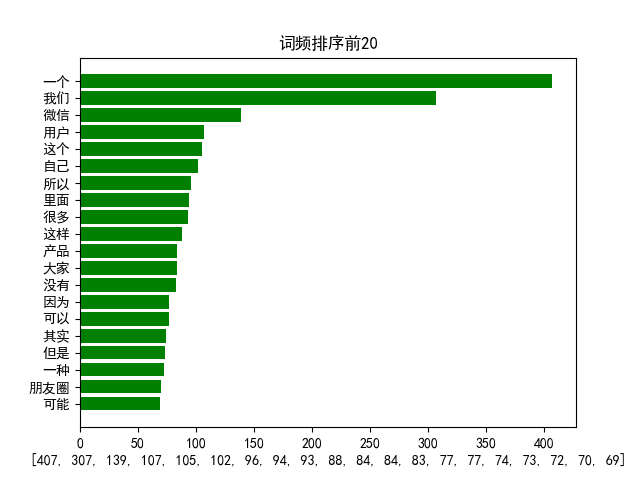 词频排序前20
一个
我们
微信
用户
这个
自己
所以
里面
很多
这样
产品
大家
没有
因为
可以
其实
但是
一种
朋友圈
可能
0 50 100 150 200 250 300 350 400
[407, 307, 139, 107, 105, 102, 96, 94, 93, 88, 84, 84, 83, 77, 77, 74, 73, 72, 70, 69]